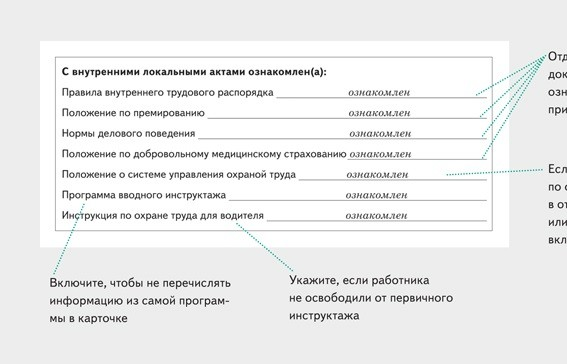 С внутренними локальными актами ознакомлен(а):
Правила внутреннего трудового распорядка ознакомлен
Положение по премированию ознакомлен
Нормы делового поведения ознакомлен
Положение по добровольному медицинскому страхованию ознакомлен
Положение о системе управления охраной труда ознакомлен
Программа вводного инструктажа ознакомлен
Инструкция по охране труда для водителя ознакомлен
Включите, чтобы не перечислять
информацию из самой програм-
мы в карточке
Укажите, если работника
не освободили от первичного
инструктажа
по
в
или